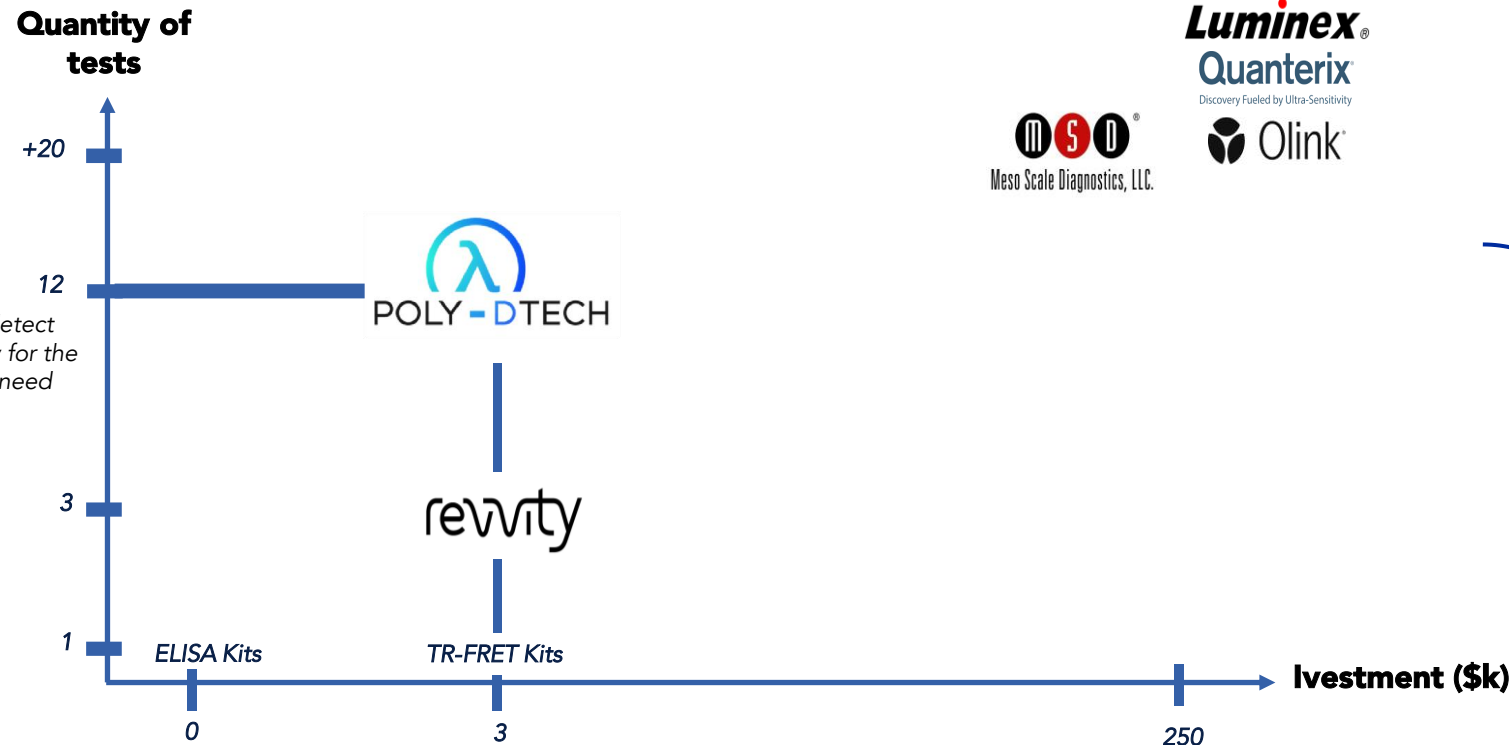 Quantity of
tests
Luminex®
Quanterix
Discovery Fueled by Ultra-Sensitivity
MSD®
Olink
Meso Scale Diagnostics, LLC.
+20
12
POLY-DTECH
etect
for the
need
3
revvity
1
ELISA Kits
TR-FRET Kits
Ivestment ($k)
0
3
250